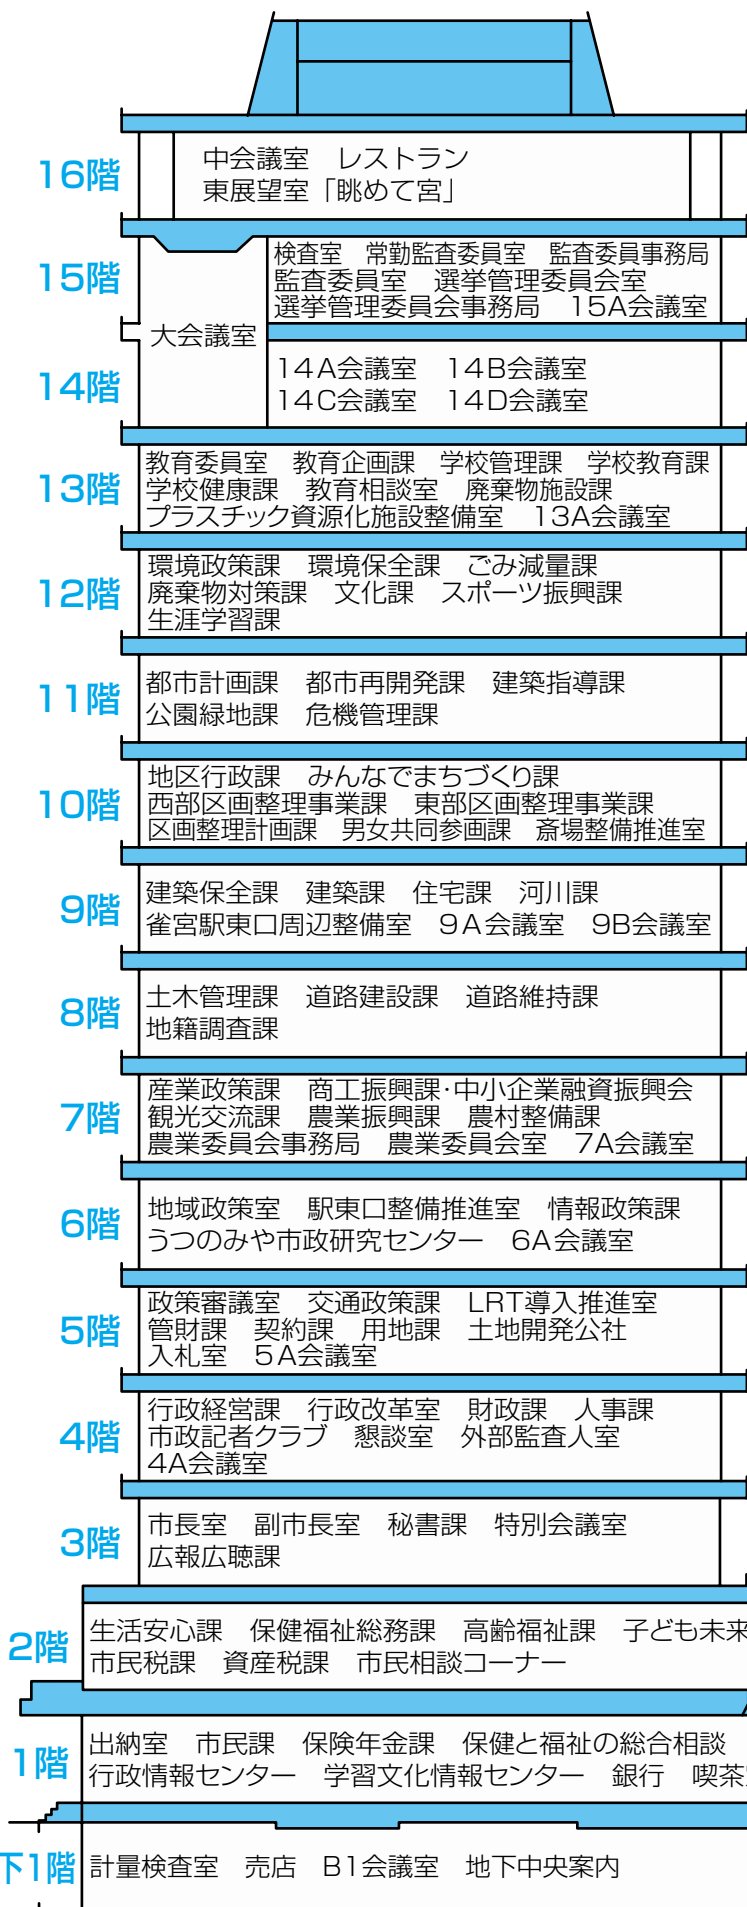 16階
中会議室　レストラン
東展望室「眺めて宮」
15階
検査室　常勤監査委員室　監査委員事務局
監査委員室　選挙管理委員会室
選挙管理委員会事務局　15A会議室
大会議室
14階
14A会議室　14B会議室
14C会議室　14D会議室
13階
教育委員室　教育企画課　学校管理課　学校教育課
学校健康課　教育相談室　廃棄物施設課
プラスチック資源化施設整備室　13A会議室
12階
環境政策課　環境保全課　ごみ減量課
廃棄物対策課　文化課　スポーツ振興課
生涯学習課
11階
都市計画課　都市再開発課　建築指導課
公園緑地課　危機管理課
10階
地区行政課　みんなでまちづくり課
西部区画整理事業課　東部区画整理事業課
区画整理計画課　男女共同参画課　斎場整備推進室
9階
建築保全課　建築課　住宅課　河川課
雀宮駅東口周辺整備室　9A会議室　9B会議室
8階
土木管理課　道路建設課　道路維持課
地籍調査課
7階
産業政策課　商工振興課・中小企業融資振興会
観光交流課　農業振興課　農村整備課
農業委員会事務局　農業委員会室　7A会議室
6階
地域政策室　駅東口整備推進室　情報政策課
うつのみや市政研究センター　6A会議室
5階
政策審議室　交通政策課　LRT導入推進室
管財課　契約課　用地課　土地開発公社
入札室　5A会議室
4階
行政経営課　行政改革室　財政課　人事課
市政記者クラブ　懇談室　外部監査人室
4A会議室
3階
市長室　副市長室　秘書課　特別会議室
広報広聴課
2階
生活安心課　保健福祉総務課　高齢福祉課　子ども未来
市民税課　資産税課　市民相談コーナー
1階
出納室　市民課　保険年金課　保健と福祉の総合相談
行政情報センター　学習文化情報センター　銀行　喫茶
下1階
計量検査室　売店　B1会議室　地下中央案内